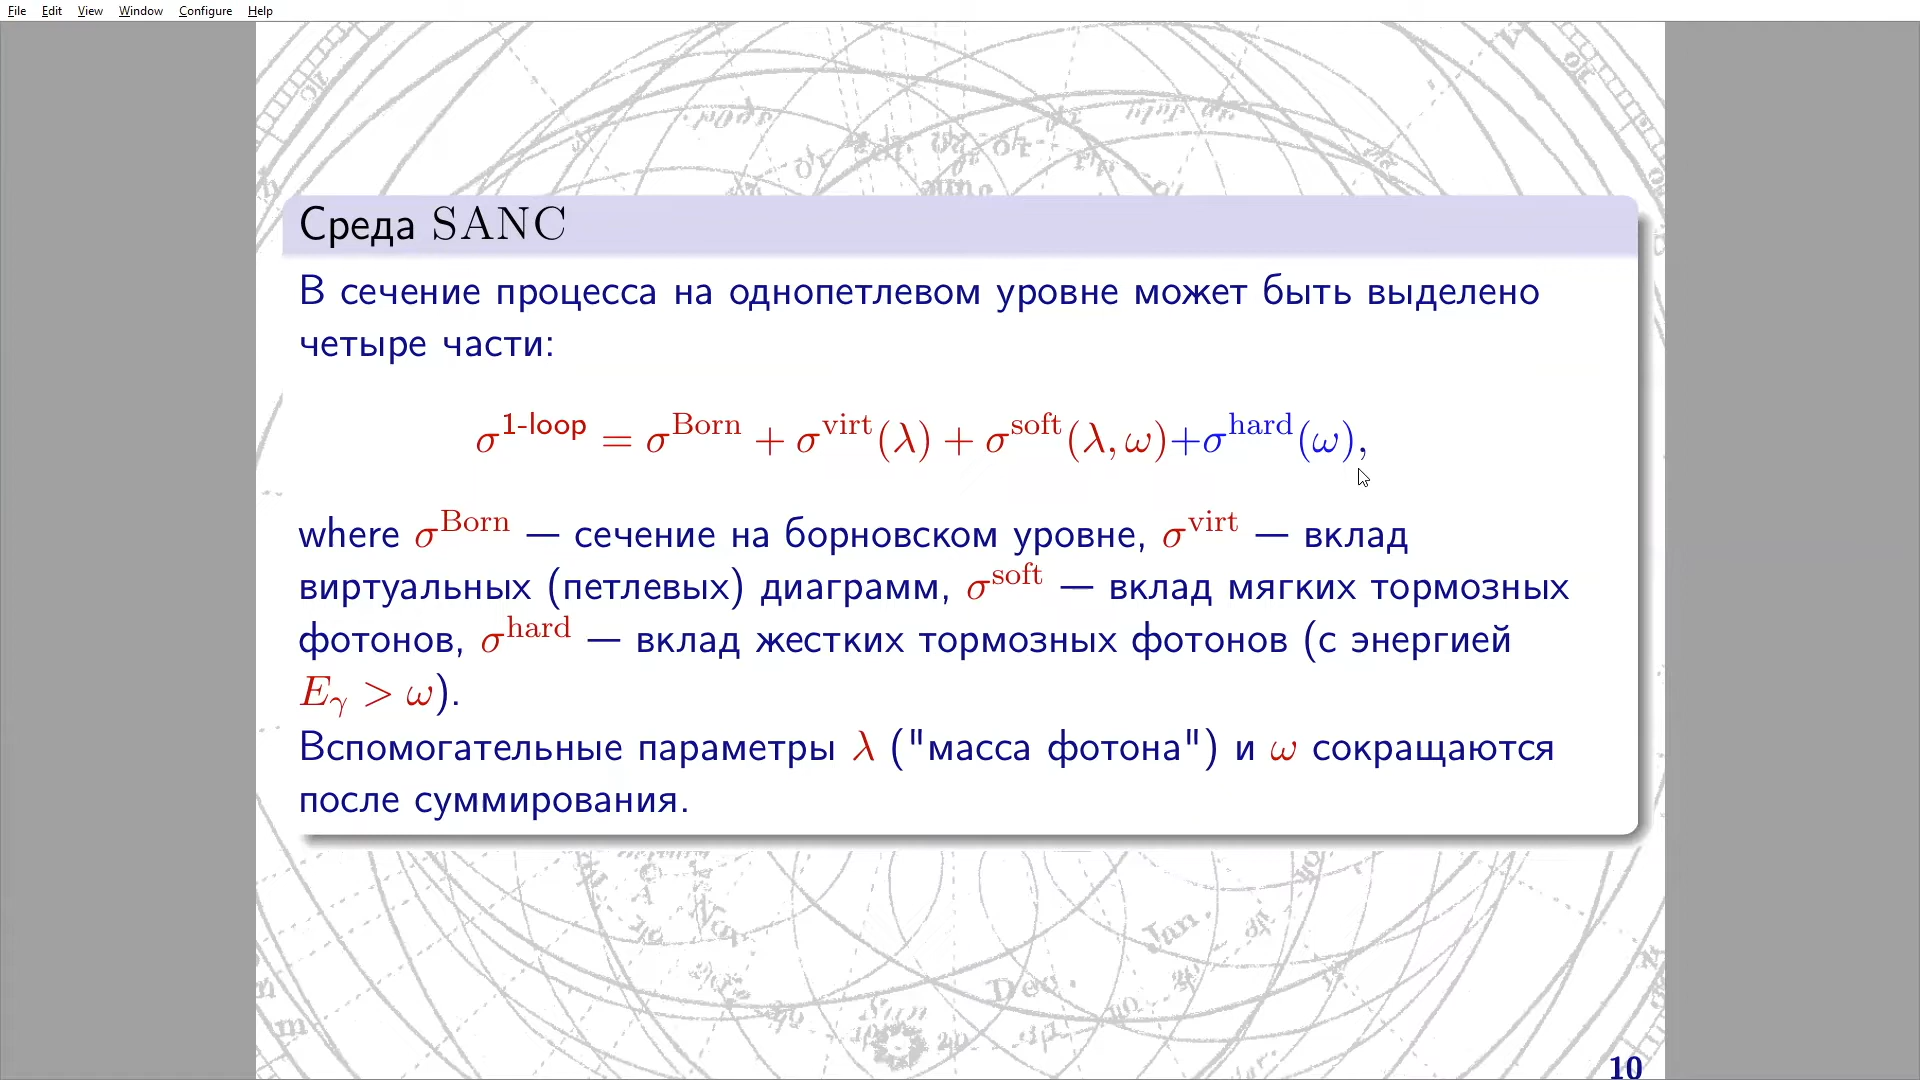 File Edit View Window Configure Help
Среда SANC
В сечение процесса на однопетлевом уровне может быть выделено
четыре части:
σ^1-loop = σ^Born + σ^virt(λ) + σ^soft(λ, ω)+σ^hard(ω),
where σ^Born — сечение на борновском уровне, σ^virt — вклад
виртуальных (петлевых) диаграмм, σ^soft — вклад мягких тормозных
фотонов, σ^hard — вклад жестких тормозных фотонов (с энергией
E_γ > ω).
Вспомогательные параметры λ ("масса фотона") и ω сокращаются
после суммирования.
Jan.
Dec.
10